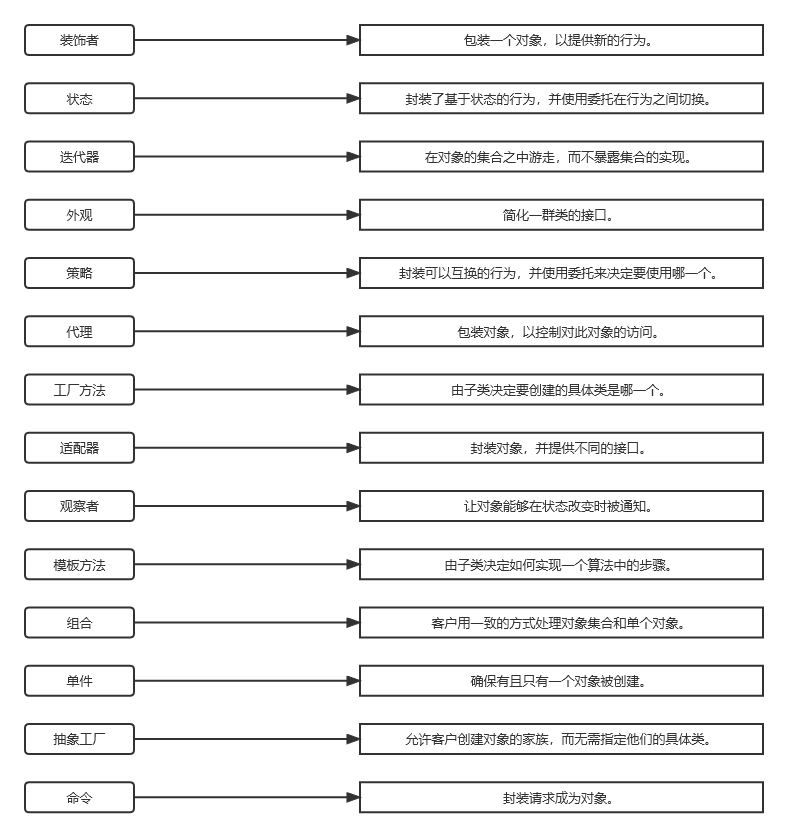 装饰者
包装一个对象，以提供新的行为。
状态
封装了基于状态的行为，并使用委托在行为之间切换。
迭代器
在对象的集合之中游走，而不暴露集合的实现。
外观
简化一群类的接口。
策略
封装可以互换的行为，并使用委托来决定要使用哪一个。
代理
包装对象，以控制对此对象的访问。
工厂方法
由子类决定要创建的具体类是哪一个。
适配器
封装对象，并提供不同的接口。
观察者
让对象能够在状态改变时被通知。
模板方法
由子类决定如何实现一个算法中的步骤。
组合
客户用一致的方式处理对象集合和单个对象。
单件
确保有且只有一个对象被创建。
抽象工厂
允许客户创建对象的家族，而无需指定他们的具体类。
命令
封装请求成为对象。